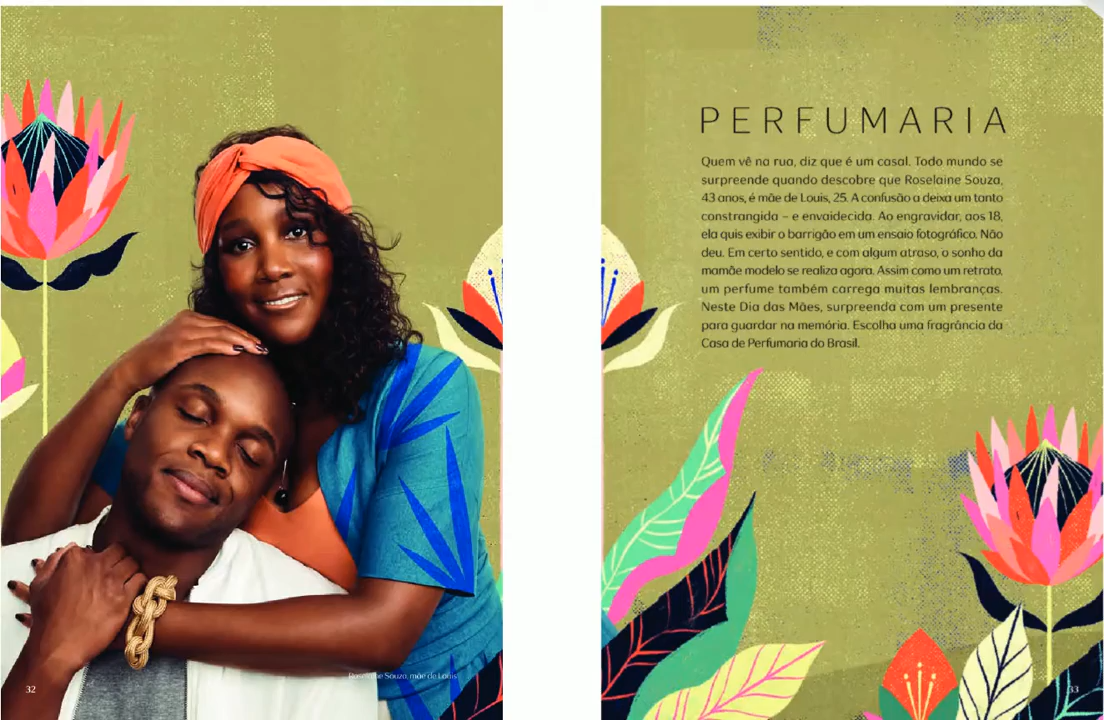 Roselaine Souza, mãe de Louis
32
PERFUMARIA
Quem vê na rua, diz que é um casal. Todo mundo se
surpreende quando descobre que Roselaine Souza,
43 anos, é mãe de Louis, 25. A confusão a deixa um tanto
constrangida – e envaidecida. Ao engravidar, aos 18,
ela quis exibir o barrigão em um ensaio fotográfico. Não
deu. Em certo sentido, e com algum atraso, o sonho da
mamãe modelo se realiza agora. Assim como um retrato,
um perfume também carrega muitas lembranças.
Neste Dia das Mães, surpreenda com um presente
para guardar na memória. Escolha uma fragrância da
Casa de Perfumaria do Brasil.
33